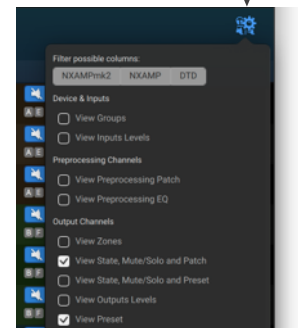 Filter possible columns:
NXAMPmk2 NXAMP DTD
Device & Inputs
A E
View Groups
View Inputs Levels
A E
Preprocessing Channels
View Preprocessing Patch
A E
View Preprocessing EQ
Output Channels
B F
View Zones
View State, Mute/Solo and Patch
B F
View State, Mute/Solo and Preset
View Outputs Levels
B F
View Preset